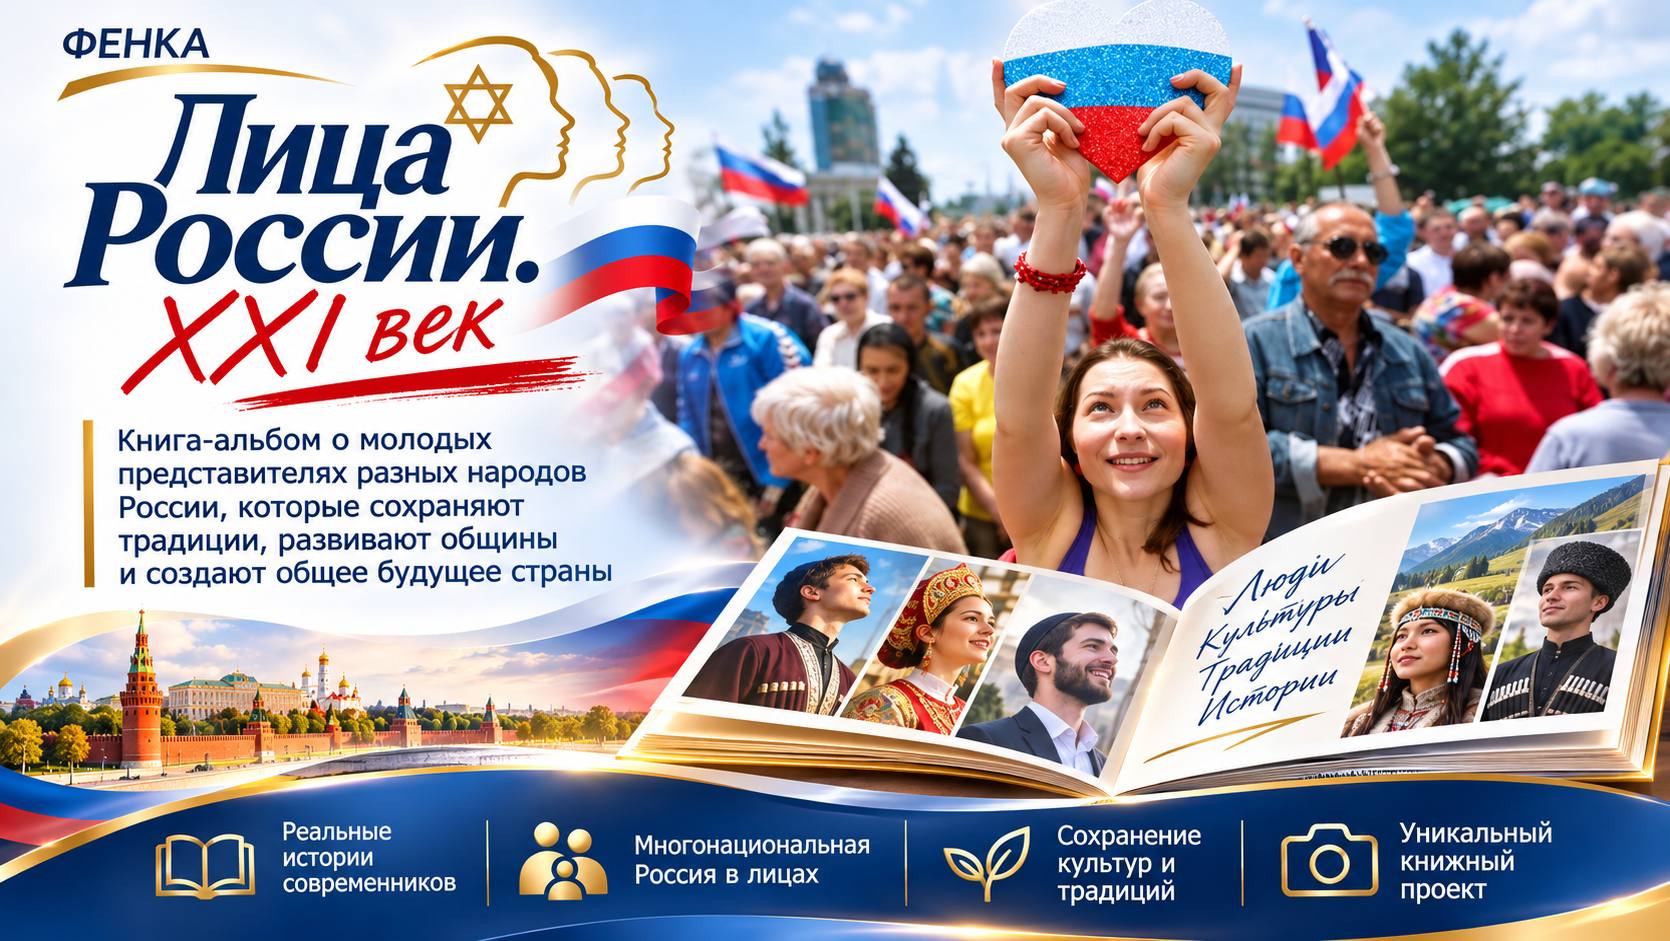 ФЕНКА
Лица
России.
XXI век
Книга-альбом о молодых
представителях разных народов
России, которые сохраняют
традиции, развивают общины
и создают общее будущее страны
Люди
Культуры
Традиции
Истории
Реальные
истории
современников
Многонациональная
Россия в лицах
Сохранение
культур и
традиций
Уникальный
книжный
проект